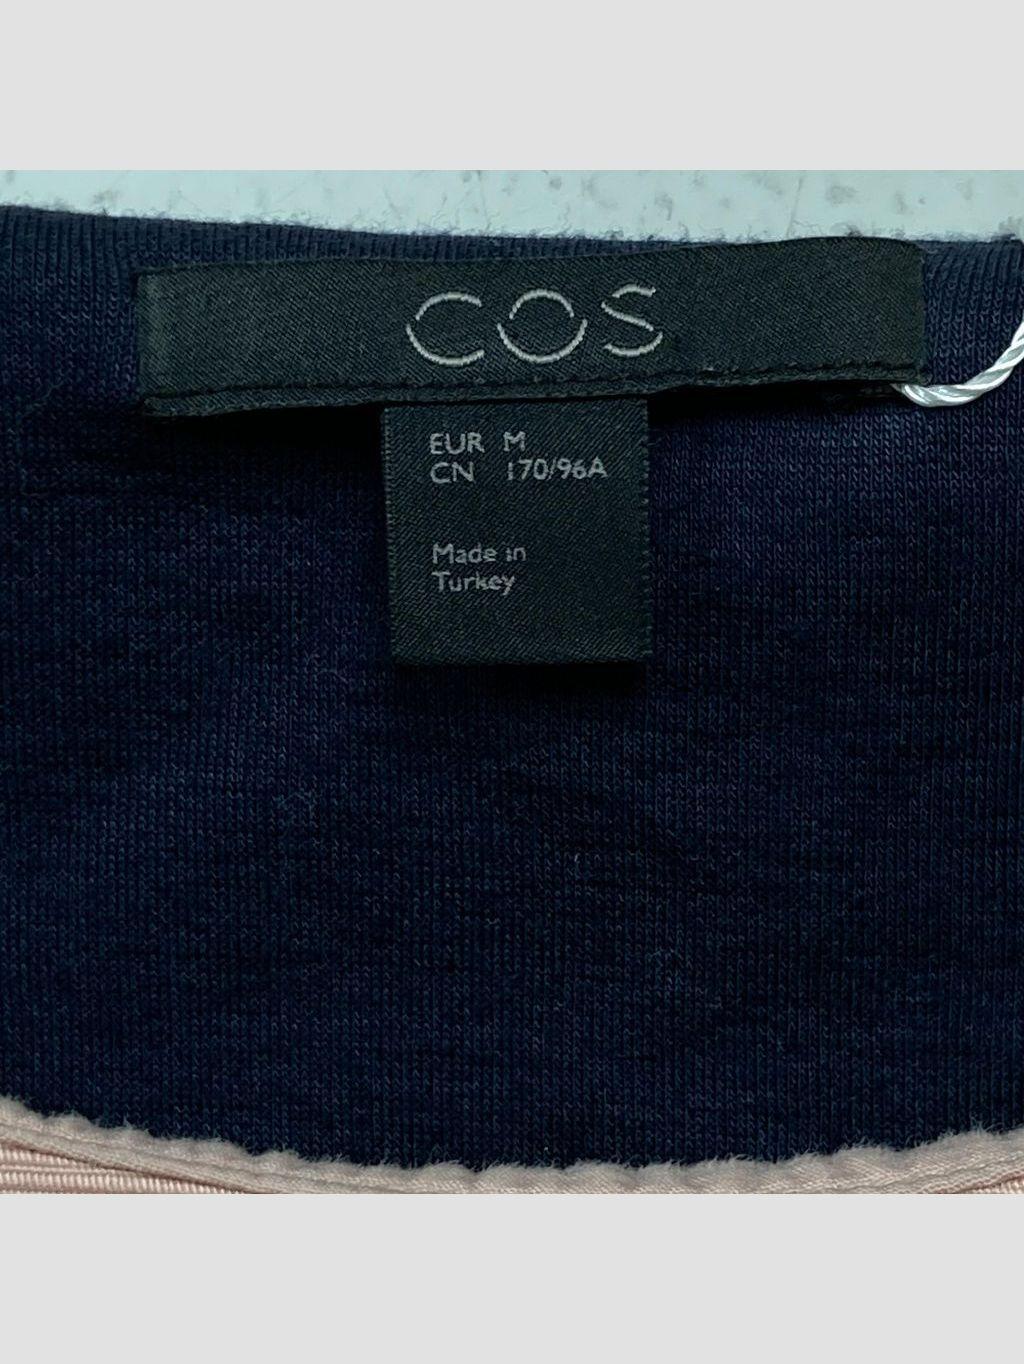 COS
EUR M
CN 170/96A
Made in
Turkey